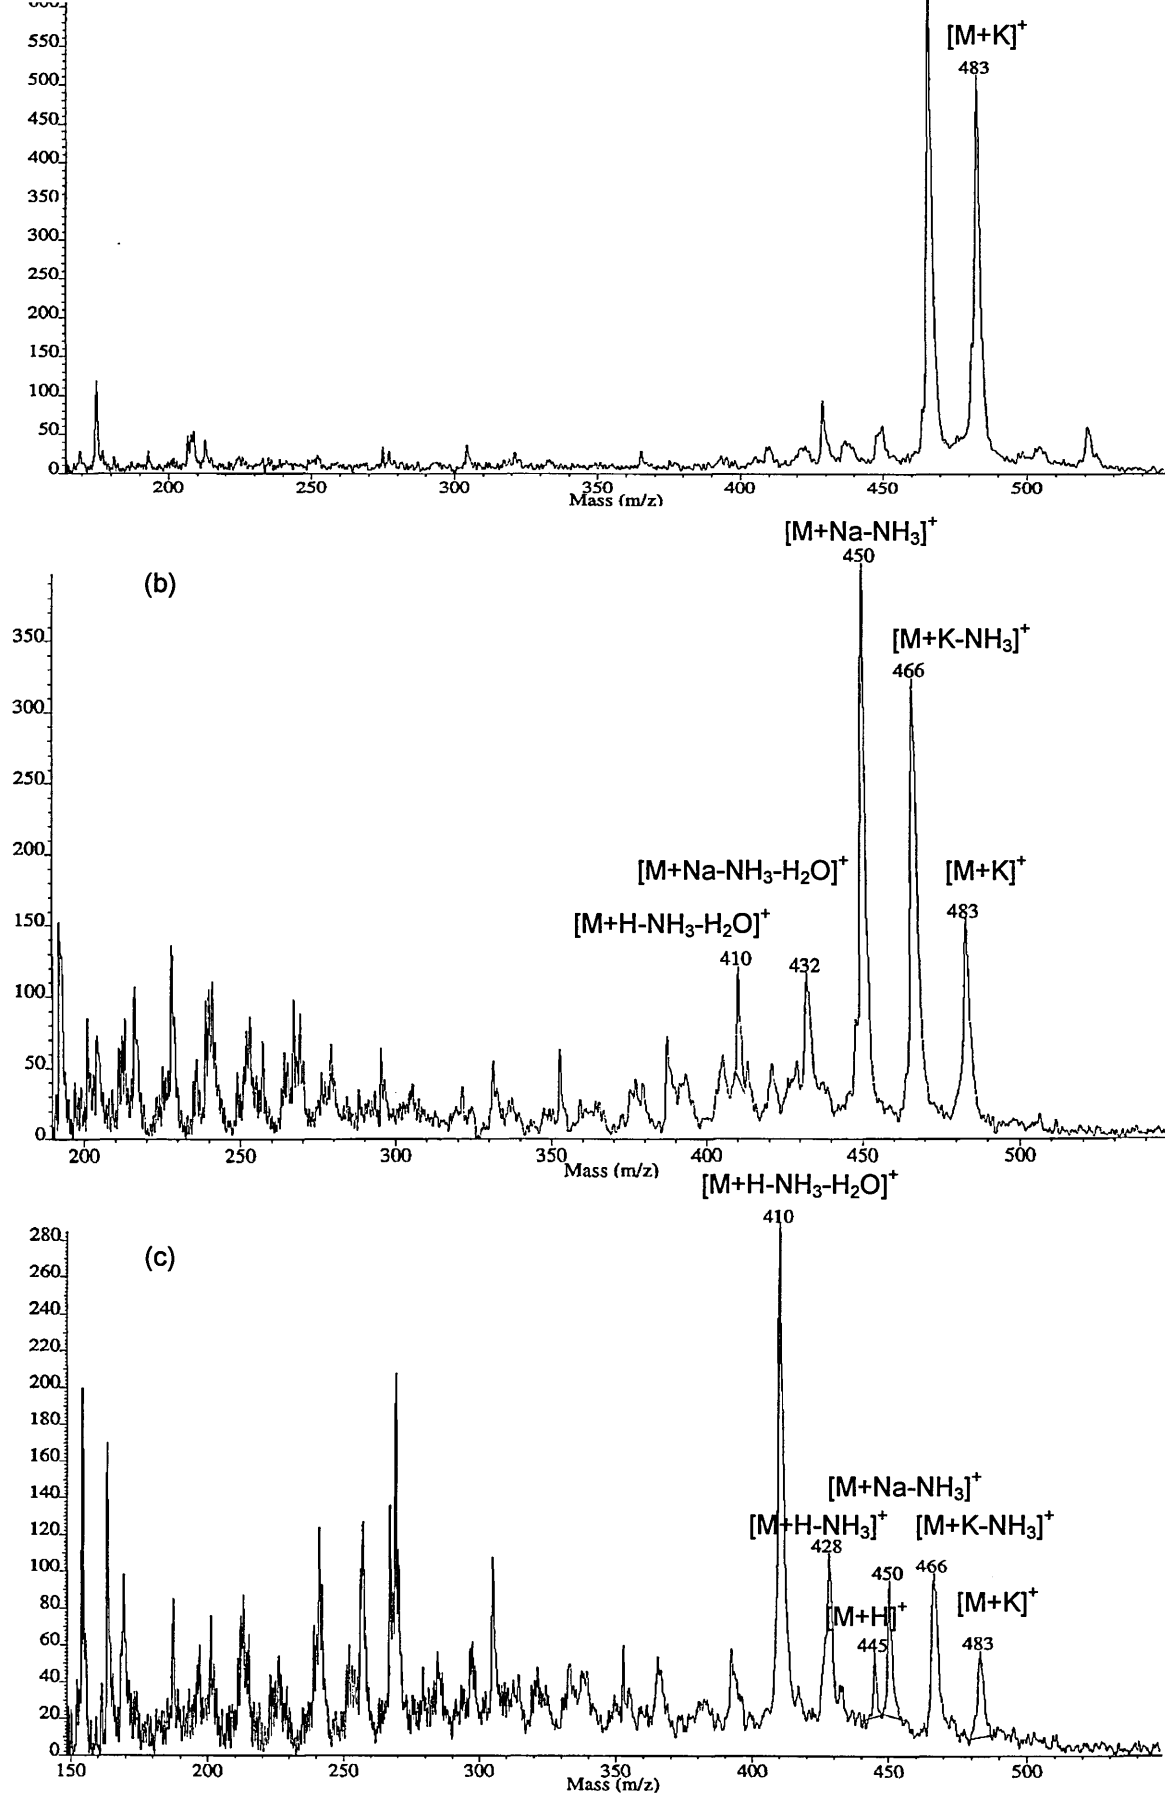 600
[M+K]+
550
483
500
450
400
350
300
250
200
150
100
50
0
200 250 300 350 400 450 500
Mass (m/z)
[M+Na-NH3]+
450
(b)
350
[M+K-NH3]+
466
300
250
200
[M+Na-NH3-H2O]+ [M+K]+
150
483
[M+H-NH3-H2O]+
410 432
100
50
0
200 250 300 350 400 450 500
Mass (m/z)
[M+H-NH3-H2O]+
410
280
(c)
260
240
220
200
180
160
140
[M+Na-NH3]+
120
[M+H-NH3]+ [M+K-NH3]+
428
100
450 466
80
[M+H]+ [M+K]+
60
445 483
40
20
0
150 200 250 300 350 400 450 500
Mass (m/z)